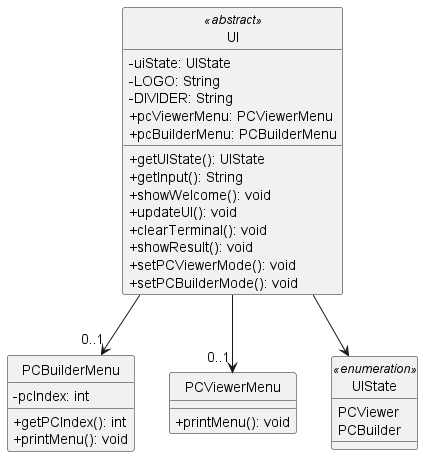 «abstract»
UI
-uiState: UIState
-LOGO: String
-DIVIDER: String
+pcViewerMenu: PCViewerMenu
+pcBuilderMenu: PCBuilderMenu
+getUIState(): UIState
+getInput(): String
+showWelcome(): void
+updateUI(): void
+clearTerminal(): void
+showResult(): void
+setPCViewerMode(): void
+setPCBuilderMode(): void
0..1
0..1
PCBuilderMenu
-pcIndex: int
+getPCIndex(): int
+printMenu(): void
PCViewerMenu
+printMenu(): void
«enumeration»
UIState
PCViewer
PCBuilder